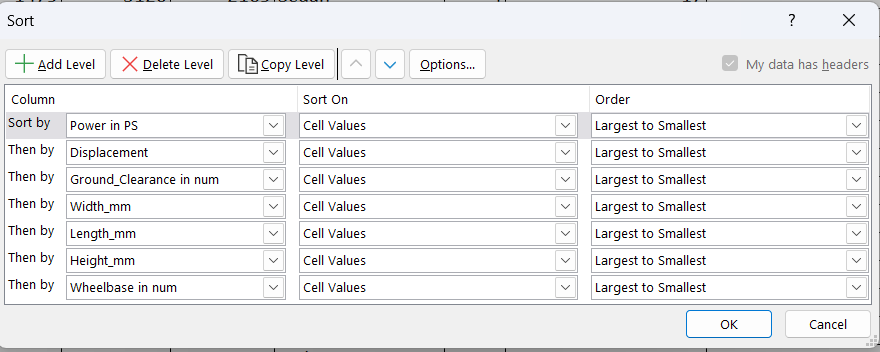 Sort ?
Add Level Delete Level Copy Level Options... My data has headers
Column Sort On Order
Sort by Power in PS Cell Values Largest to Smallest
Then by Displacement Cell Values Largest to Smallest
Then by Ground_Clearance in num Cell Values Largest to Smallest
Then by Width_mm Cell Values Largest to Smallest
Then by Length_mm Cell Values Largest to Smallest
Then by Height_mm Cell Values Largest to Smallest
Then by Wheelbase in num Cell Values Largest to Smallest
OK Cancel